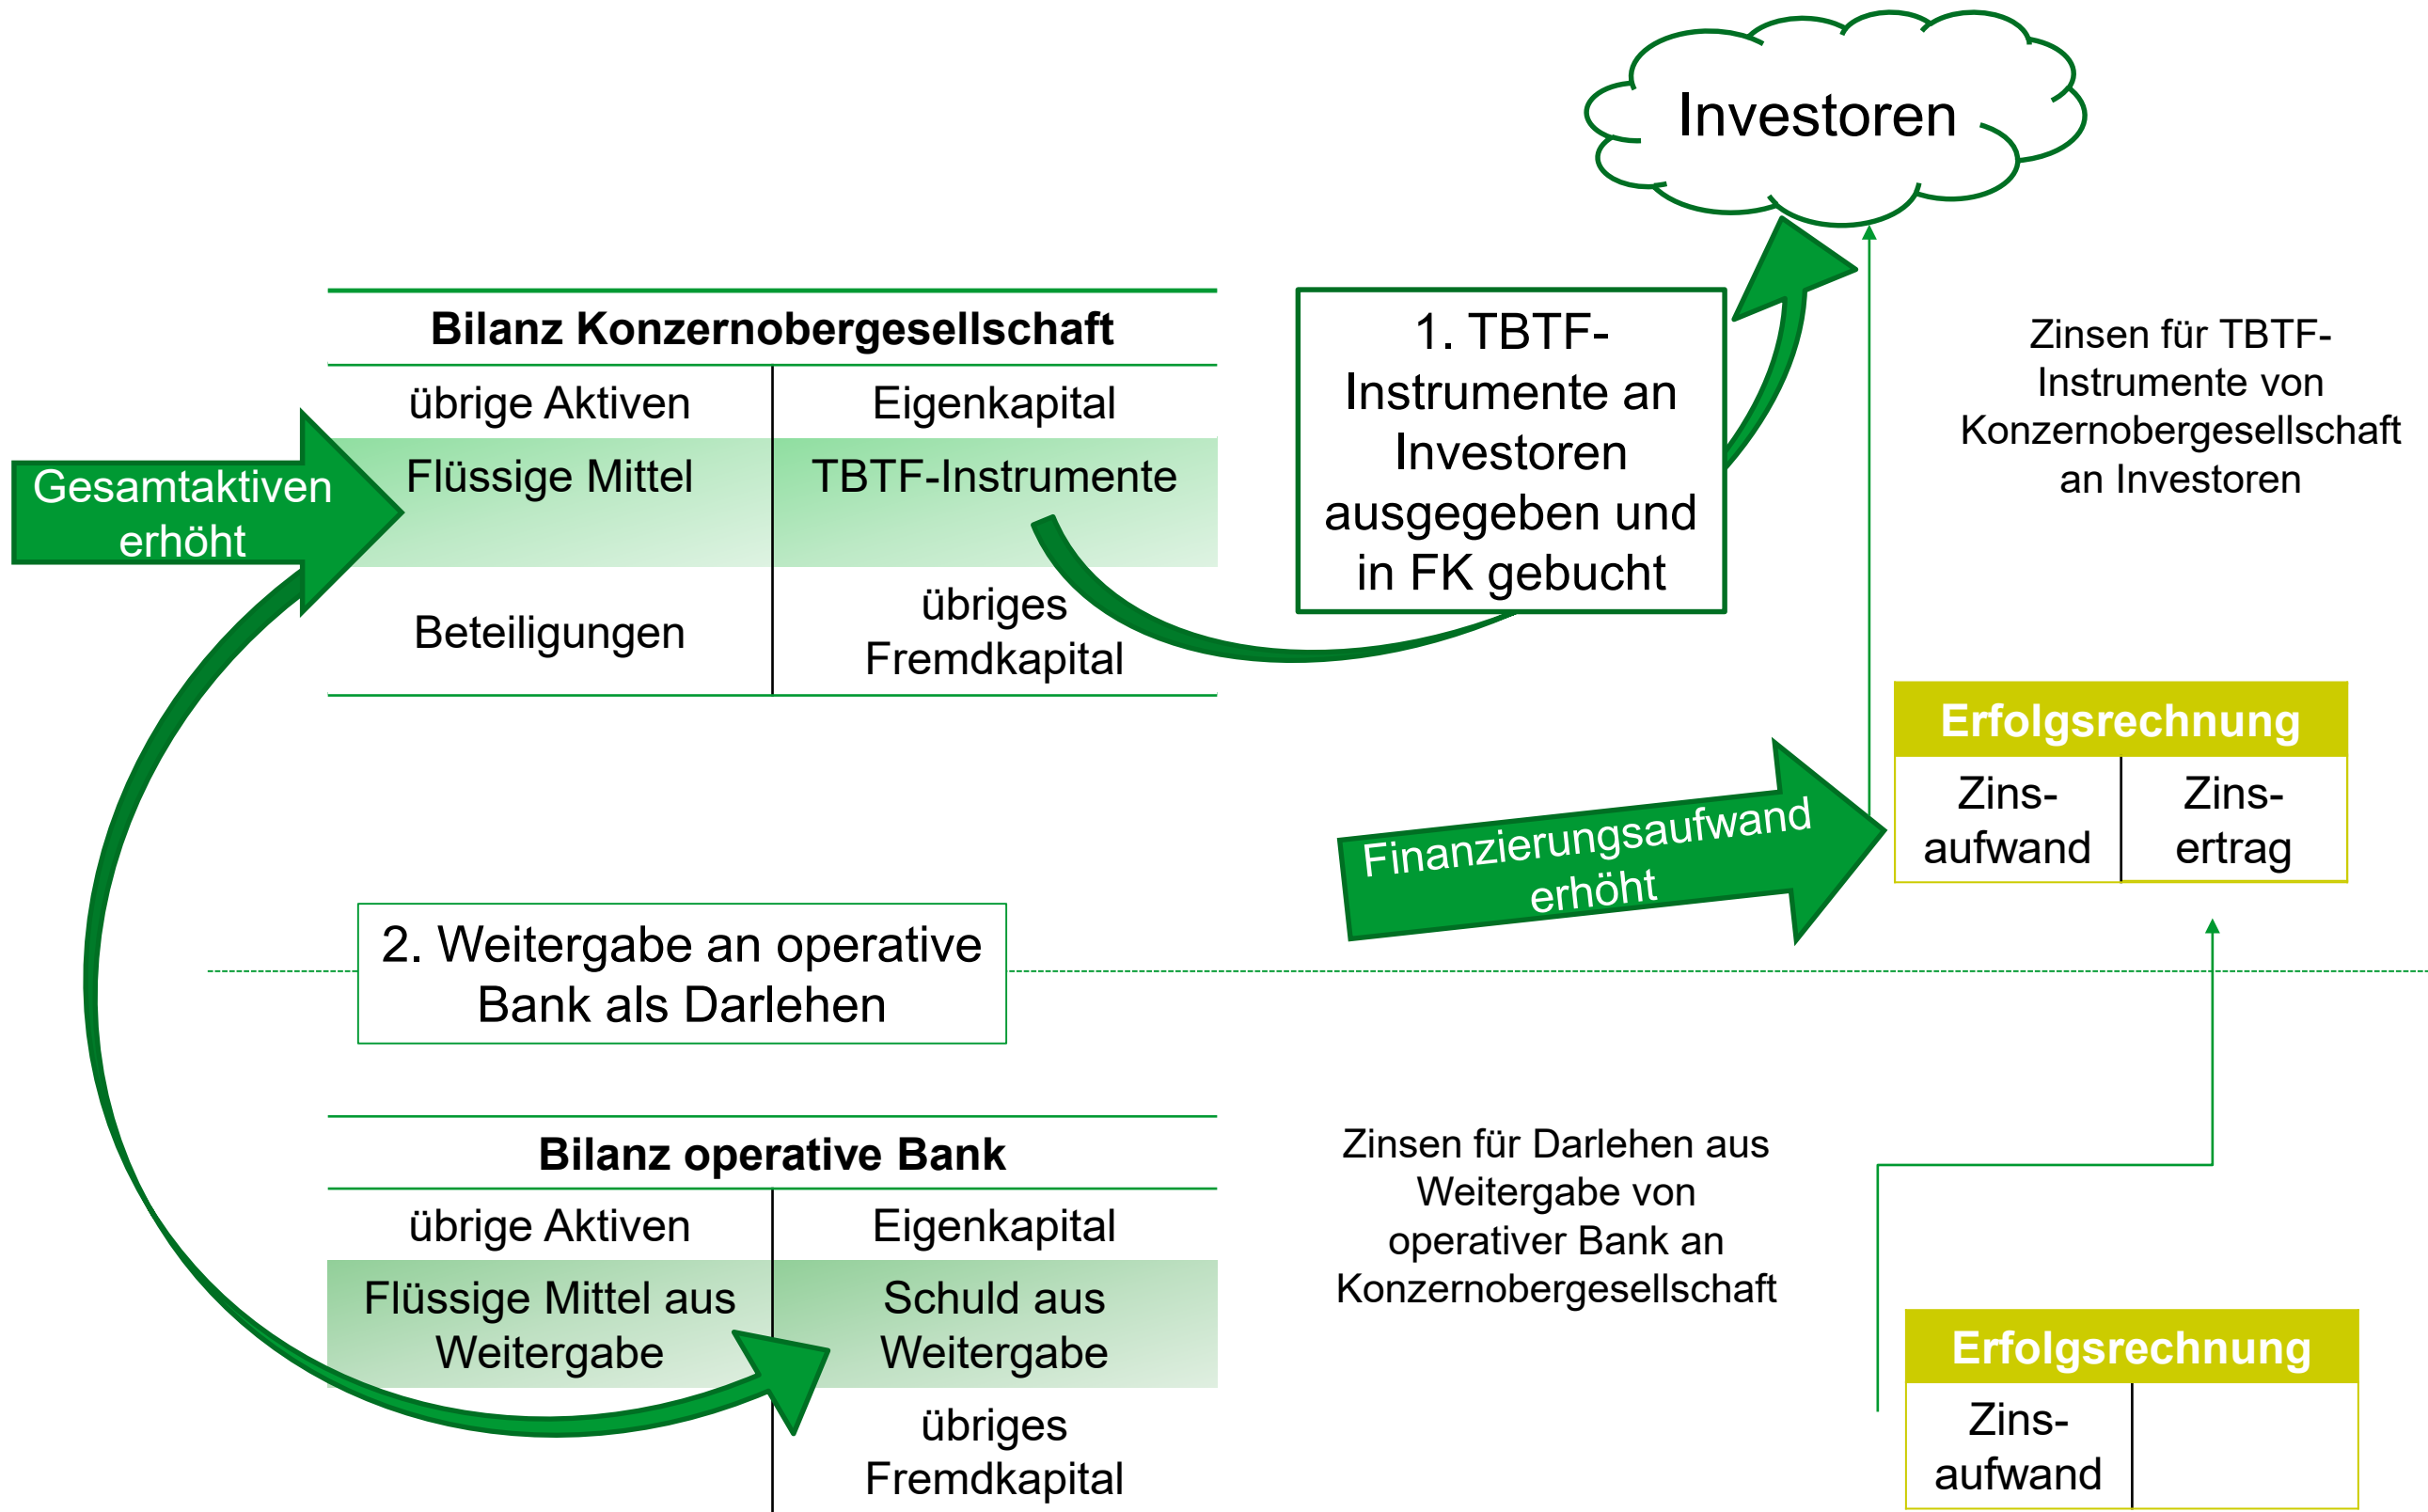 Investoren
Bilanz Konzernobergesellschaft
übrige Aktiven
Eigenkapital
Flüssige Mittel
TBTF-Instrumente
Beteiligungen
übriges
Fremdkapital
Gesamtaktiven
erhöht
1. TBTF-
Instrumente an
Investoren
ausgegeben und
in FK gebucht
Zinsen für TBTF-
Instrumente von
Konzernobergesellschaft
an Investoren
Erfolgsrechnung
Zins-
aufwand
Zins-
ertrag
Finanzierungsaufwand
erhöht
2. Weitergabe an operative
Bank als Darlehen
Bilanz operative Bank
übrige Aktiven
Eigenkapital
Flüssige Mittel aus
Weitergabe
Schuld aus
Weitergabe
übriges
Fremdkapital
Zinsen für Darlehen aus
Weitergabe von
operativer Bank an
Konzernobergesellschaft
Erfolgsrechnung
Zins-
aufwand